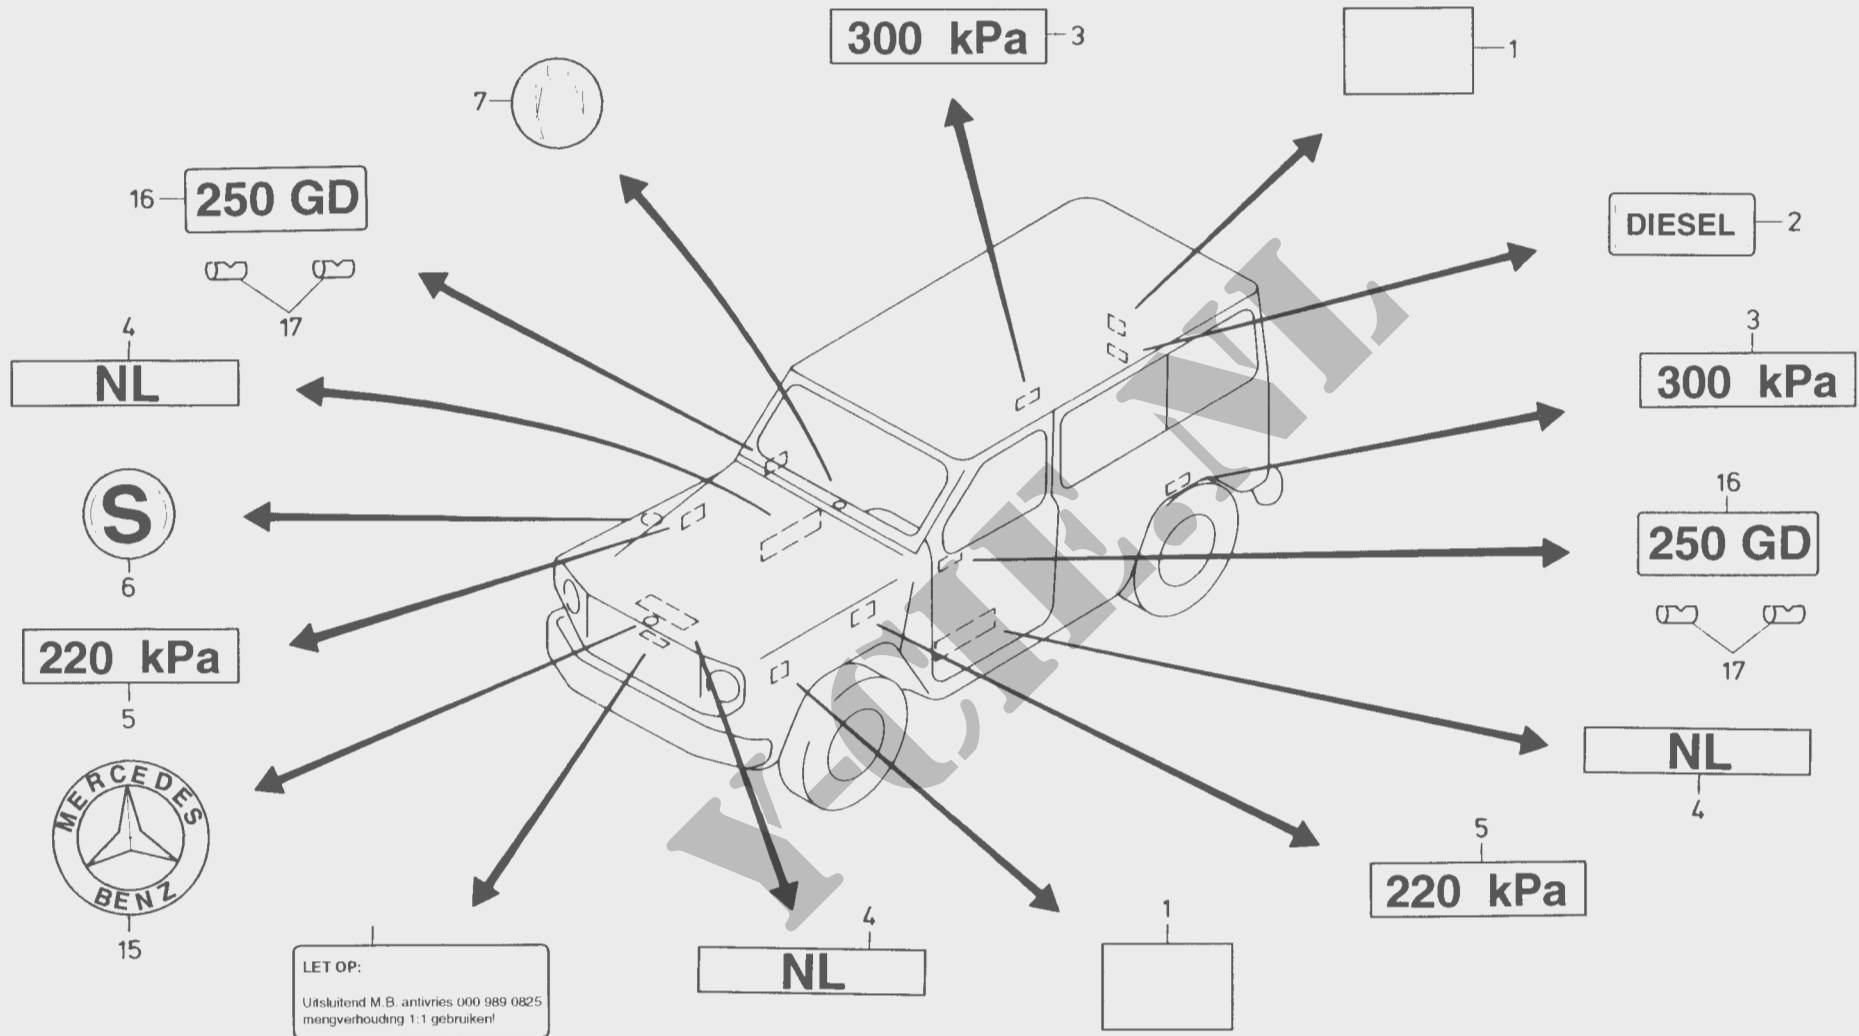 300 kPa
3
1
7
16
250 GD
DIESEL
2
17
4
NL
3
300 kPa
S
6
16
250 GD
220 kPa
5
17
NL
4
MERCEDES
BENZ
15
5
220 kPa
4
NL
1
LET OP:
Uitsluitend M.B. antivries 000 989 0825
mengverhouding 1:1 gebruiken!
Y-CIE.NL